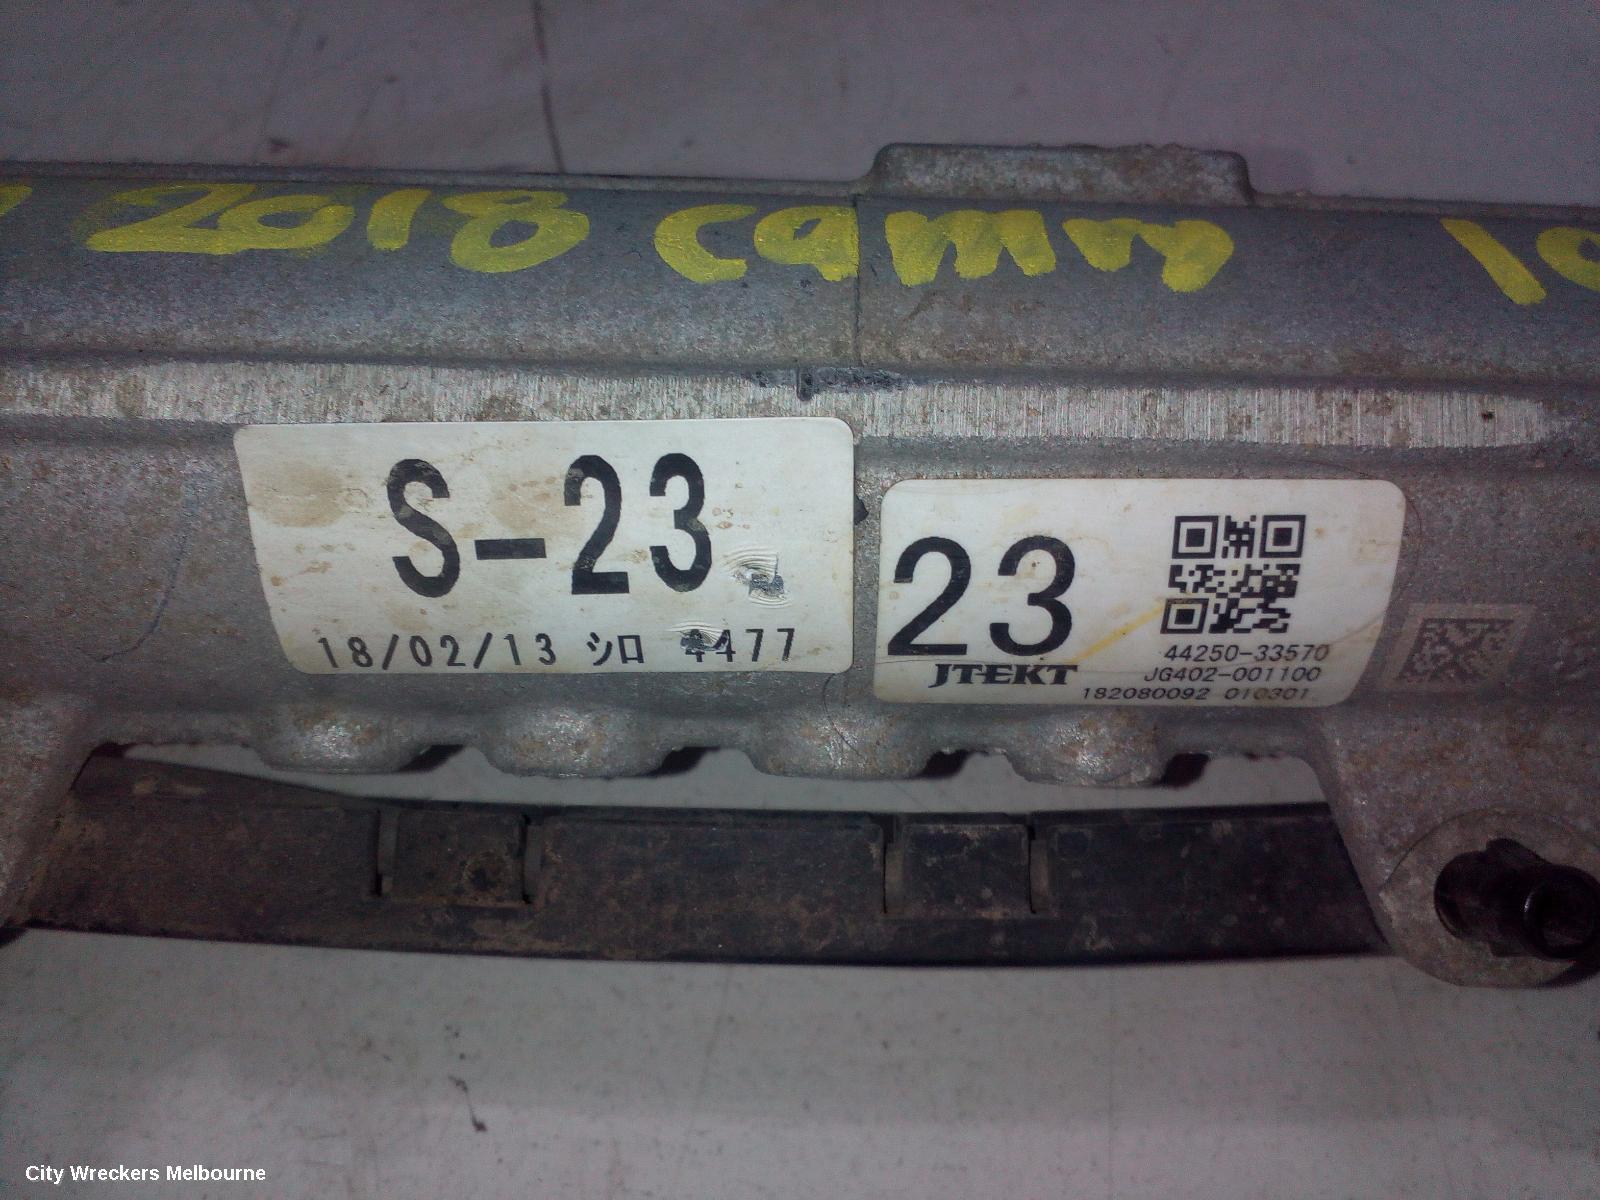 2018 camry 10
S-23
18/02/13 シロ 4477
23
JTEKT
44250-33570
JG402-001100
182080092 010301
City Wreckers Melbourne